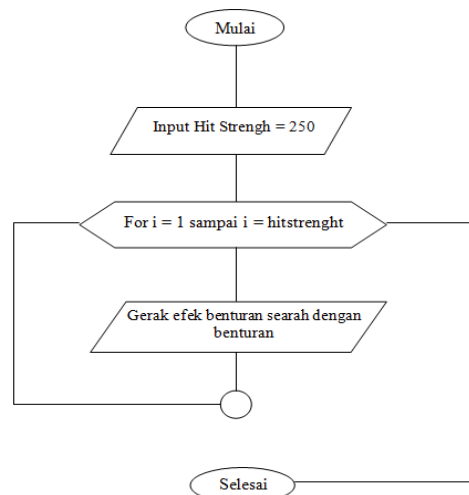 Mulai
Input Hit Strengh = 250
For i = 1 sampai i = hitstrenght
Gerak efek benturan searah dengan
benturan
Selesai